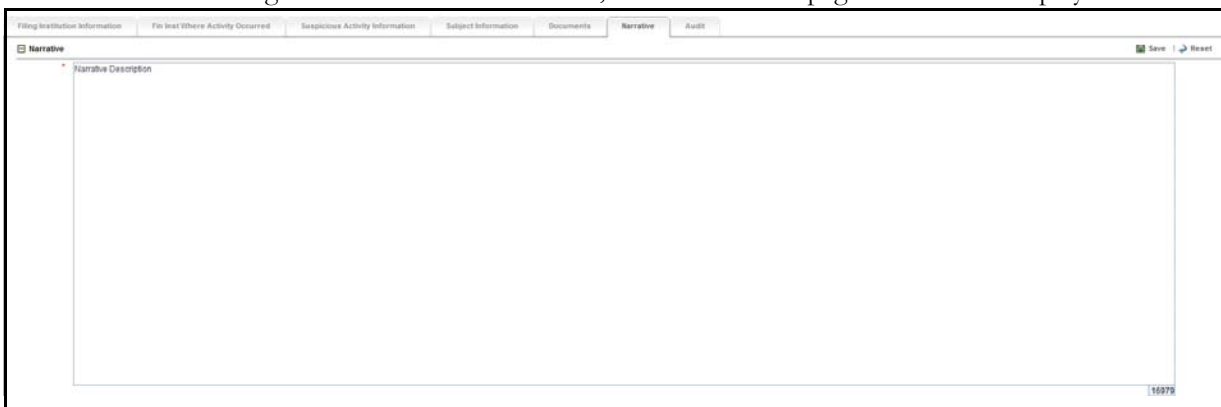 Filing Institution Information Fin Inst Where Activity Occurred Suspicious Activity Information Subject Information Documents Narrative Audit
Narrative Save | Reset
* Narrative Description
16979